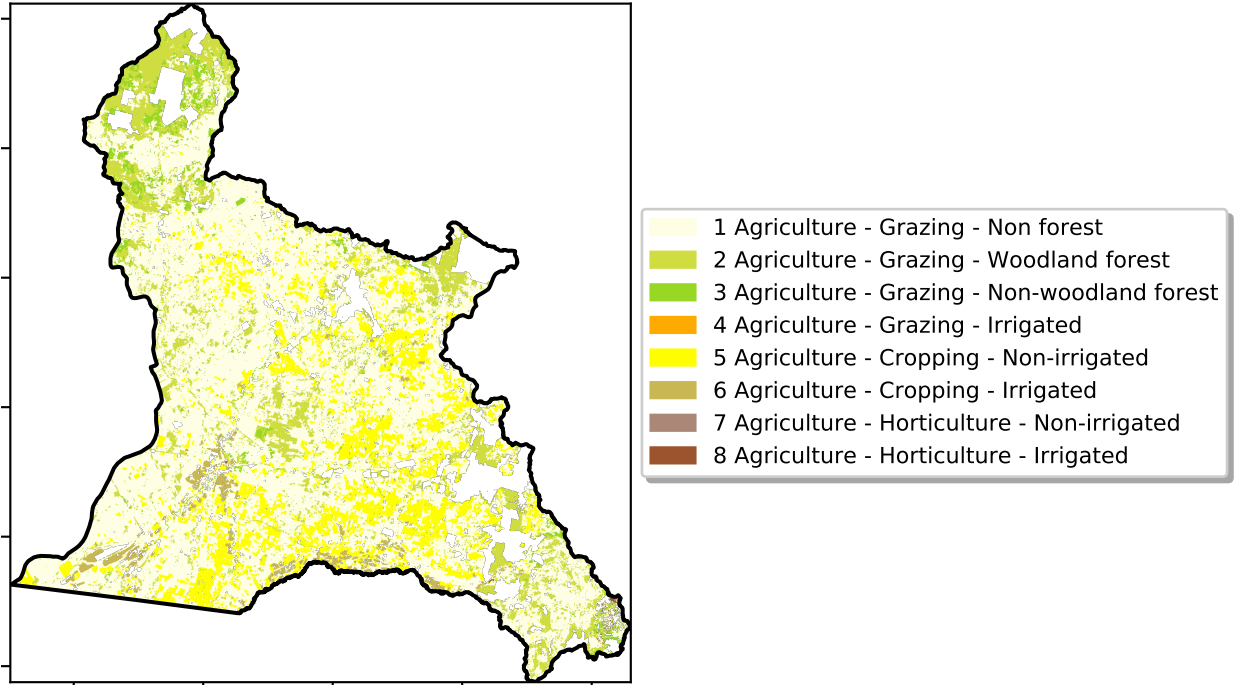 1 Agriculture - Grazing - Non forest
2 Agriculture - Grazing - Woodland forest
3 Agriculture - Grazing - Non-woodland forest
4 Agriculture - Grazing - Irrigated
5 Agriculture - Cropping - Non-irrigated
6 Agriculture - Cropping - Irrigated
7 Agriculture - Horticulture - Non-irrigated
8 Agriculture - Horticulture - Irrigated